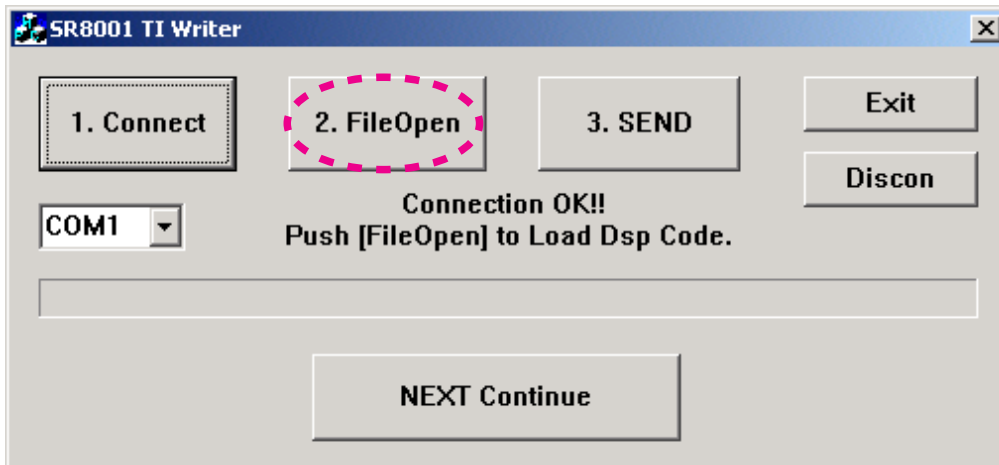 SR8001 TI Writer
1. Connect
2. FileOpen
3. SEND
Exit
Discon
COM1
Connection OK!!
Push [FileOpen] to Load Dsp Code.
NEXT Continue